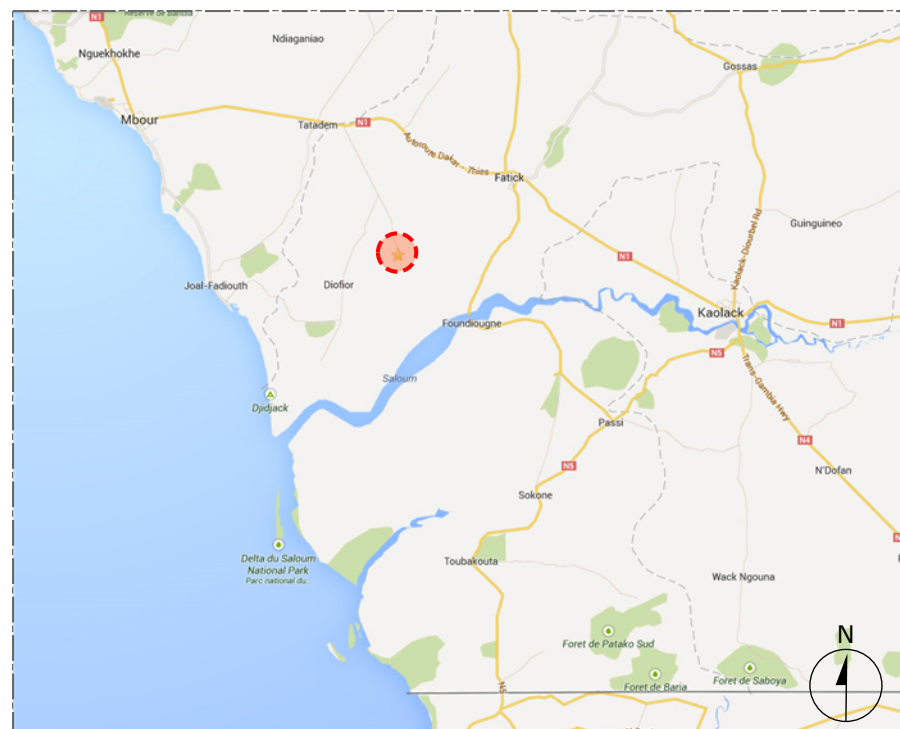 Réserve de Bandia
N1
Nguekhokhe
Ndiaganiao
Gossas
Mbour
Tatadem
N1
Autoroute Dakar - Thies
Fatick
Kaolack-Diourbel Rd
Guinguineo
N1
Joal-Fadiouth
Diofior
Foundiougne
Kaolack
N1
N5
Saloum
Trans-Gambia Hwy
Djidjack
Passi
N4
N5
N'Dofan
Sokone
Delta du Saloum
National Park
Parc national du...
Toubakouta
Wack Ngouna
N
Foret de Patako Sud
N5
Foret de Baria
Foret de Saboya